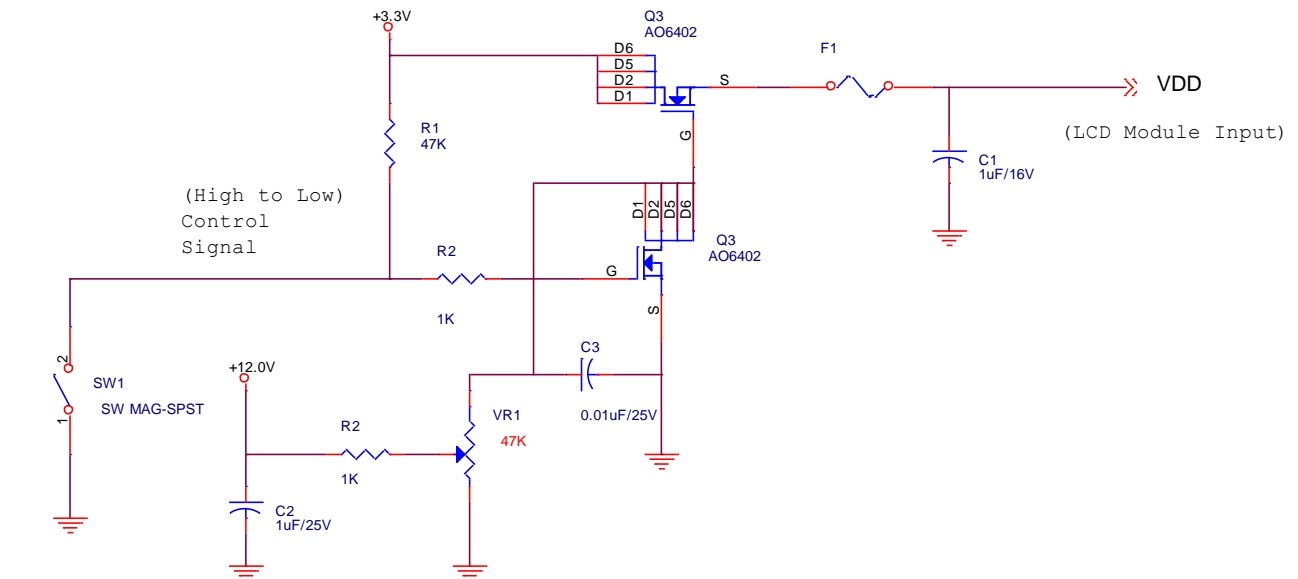 +3.3V
Q3
AO6402
D6
D5
D2
D1
S
G
F1
VDD
(LCD Module Input)
R1
47K
C1
1uF/16V
(High to Low)
Control
Signal
D1
D2
D5
D6
Q3
AO6402
R2
1K
G
S
C3
0.01uF/25V
2
SW1
SW MAG-SPST
1
+12.0V
R2
1K
VR1
47K
C2
1uF/25V